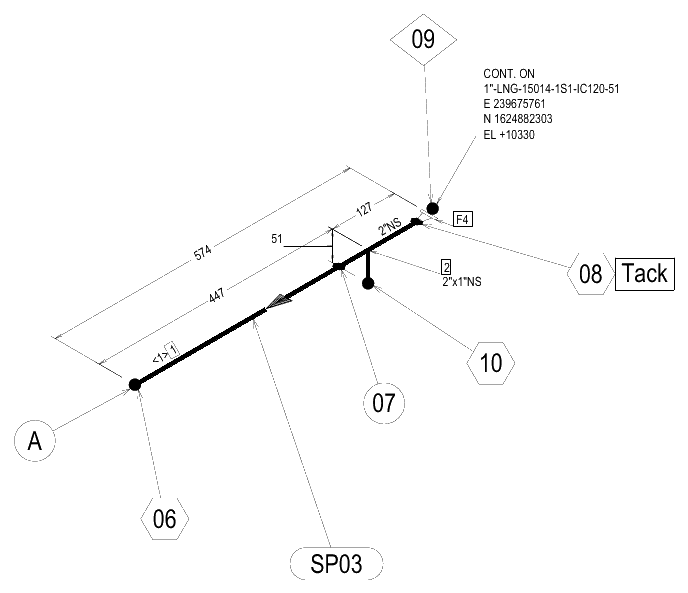 09
CONT. ON
1"-LNG-15014-1S1-IC120-51
E 239675761
N 1624882303
EL +10330
127
F4
2"NS
51
574
2
2"x1"NS
08
Tack
447
<1> 1
10
07
A
06
SP03